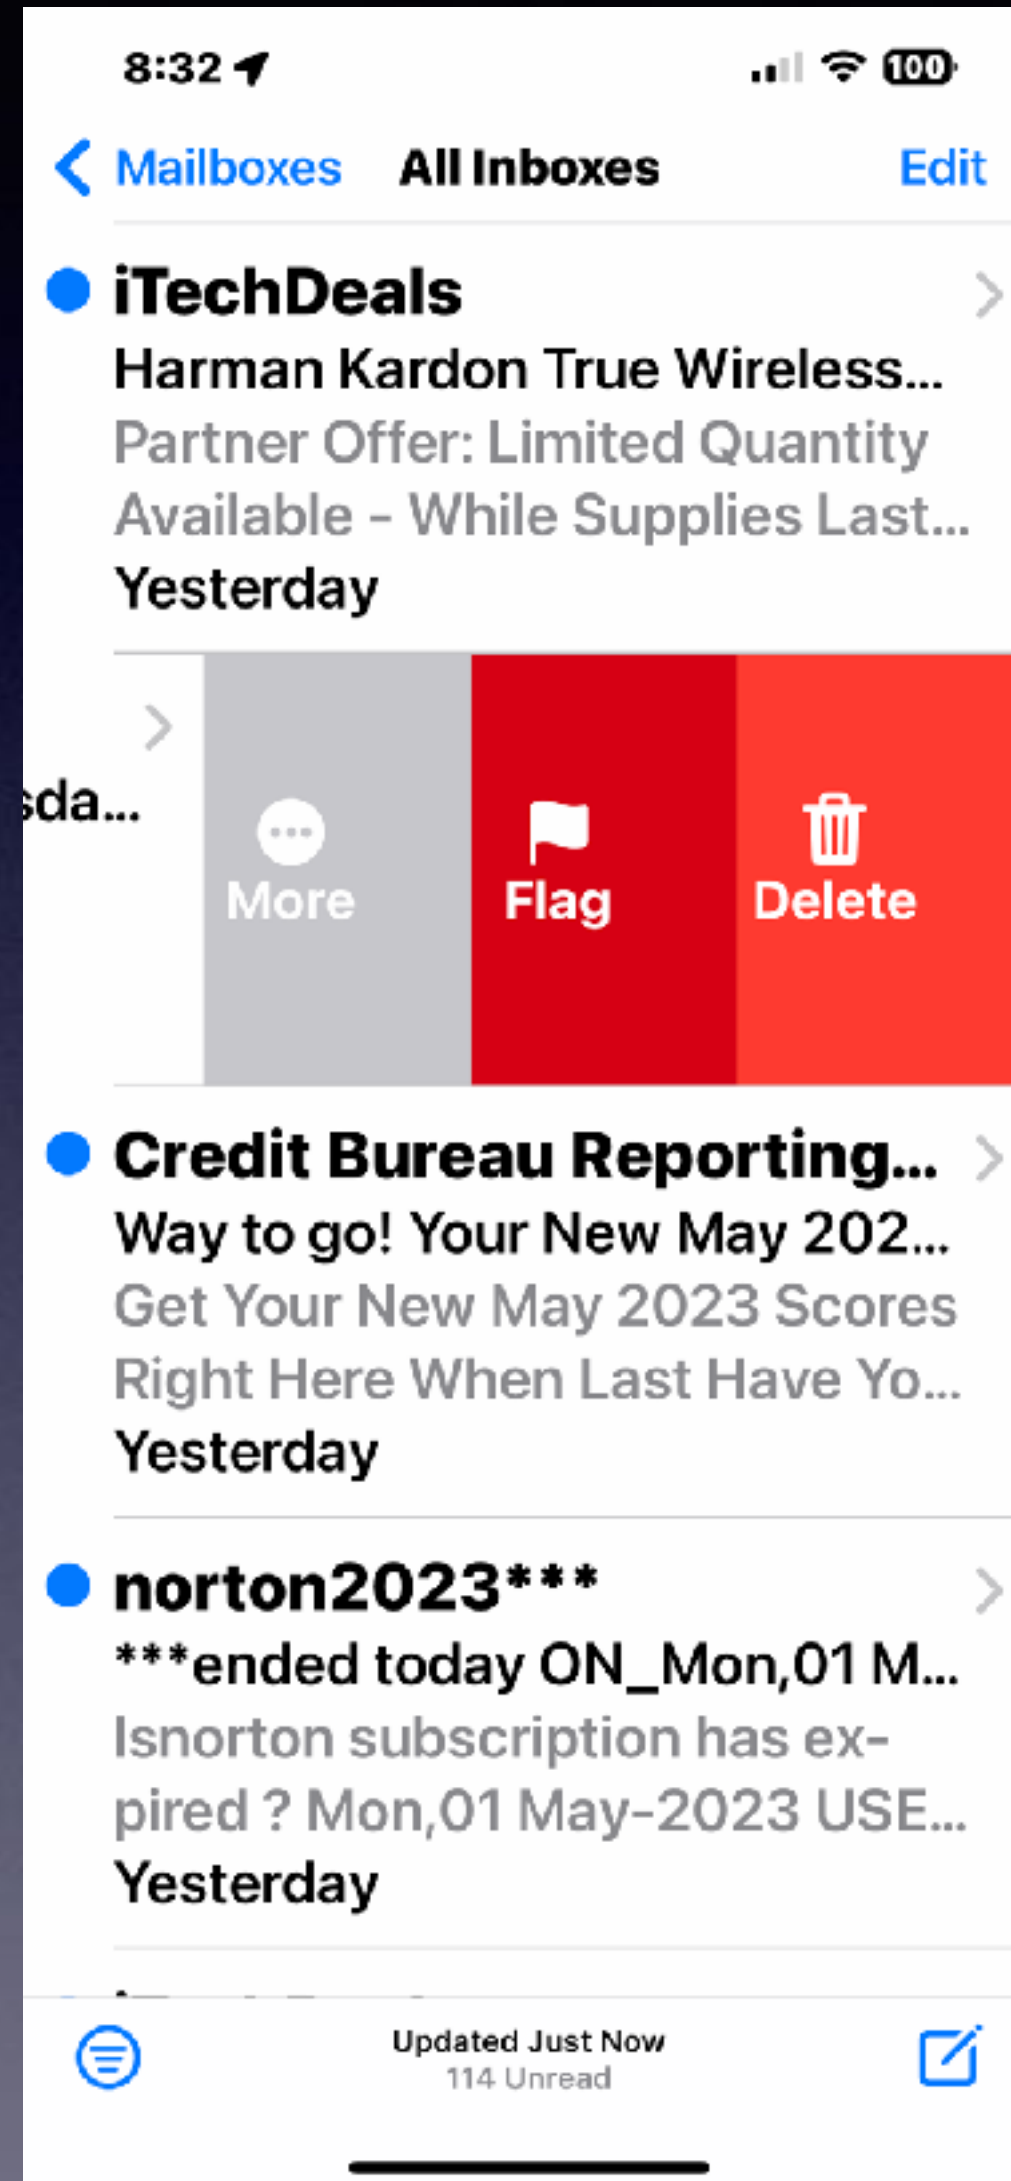 8:32
100
Mailboxes All Inboxes Edit
iTechDeals
Harman Kardon True Wireless...
Partner Offer: Limited Quantity
Available - While Supplies Last...
Yesterday
sda...
More Flag Delete
Credit Bureau Reporting...
Way to go! Your New May 202...
Get Your New May 2023 Scores
Right Here When Last Have Yo...
Yesterday
norton2023***
***ended today ON_Mon,01 M...
Isnorton subscription has ex-
pired ? Mon,01 May-2023 USE...
Yesterday
Updated Just Now
114 Unread